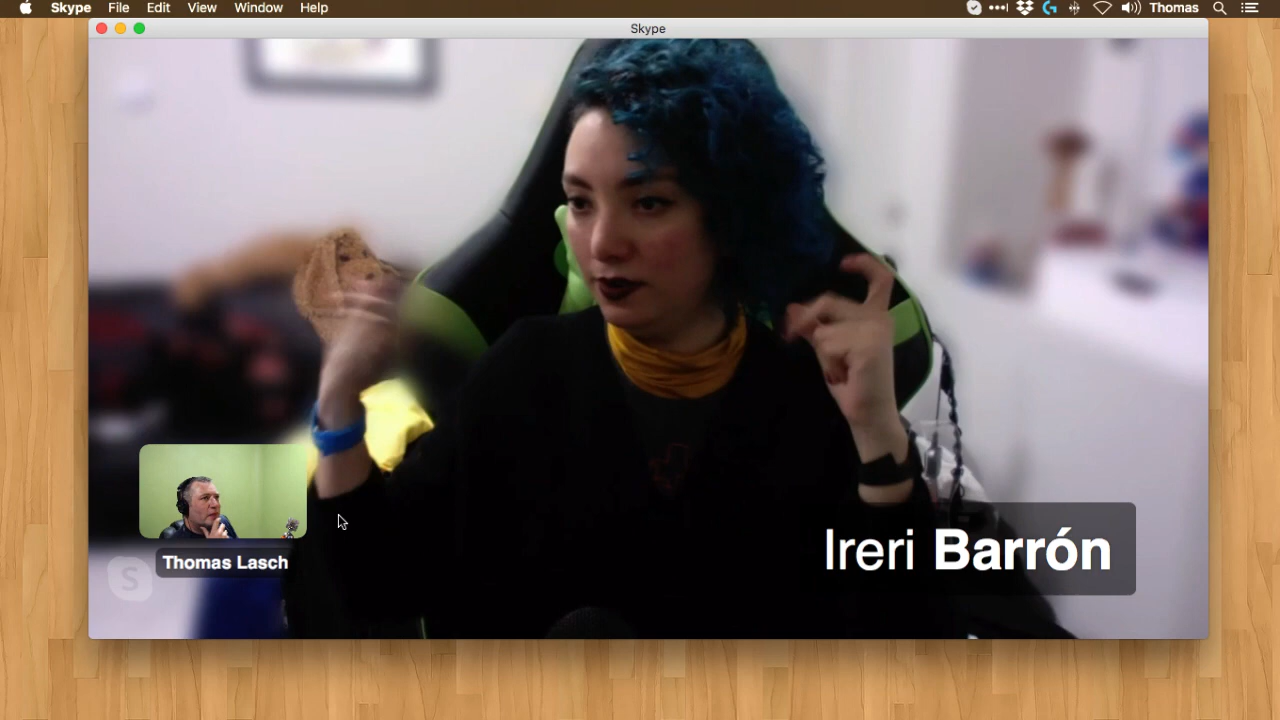 Skype File Edit View Window Help Thomas
Skype
Thomas Lasch
S
Ireri Barrón